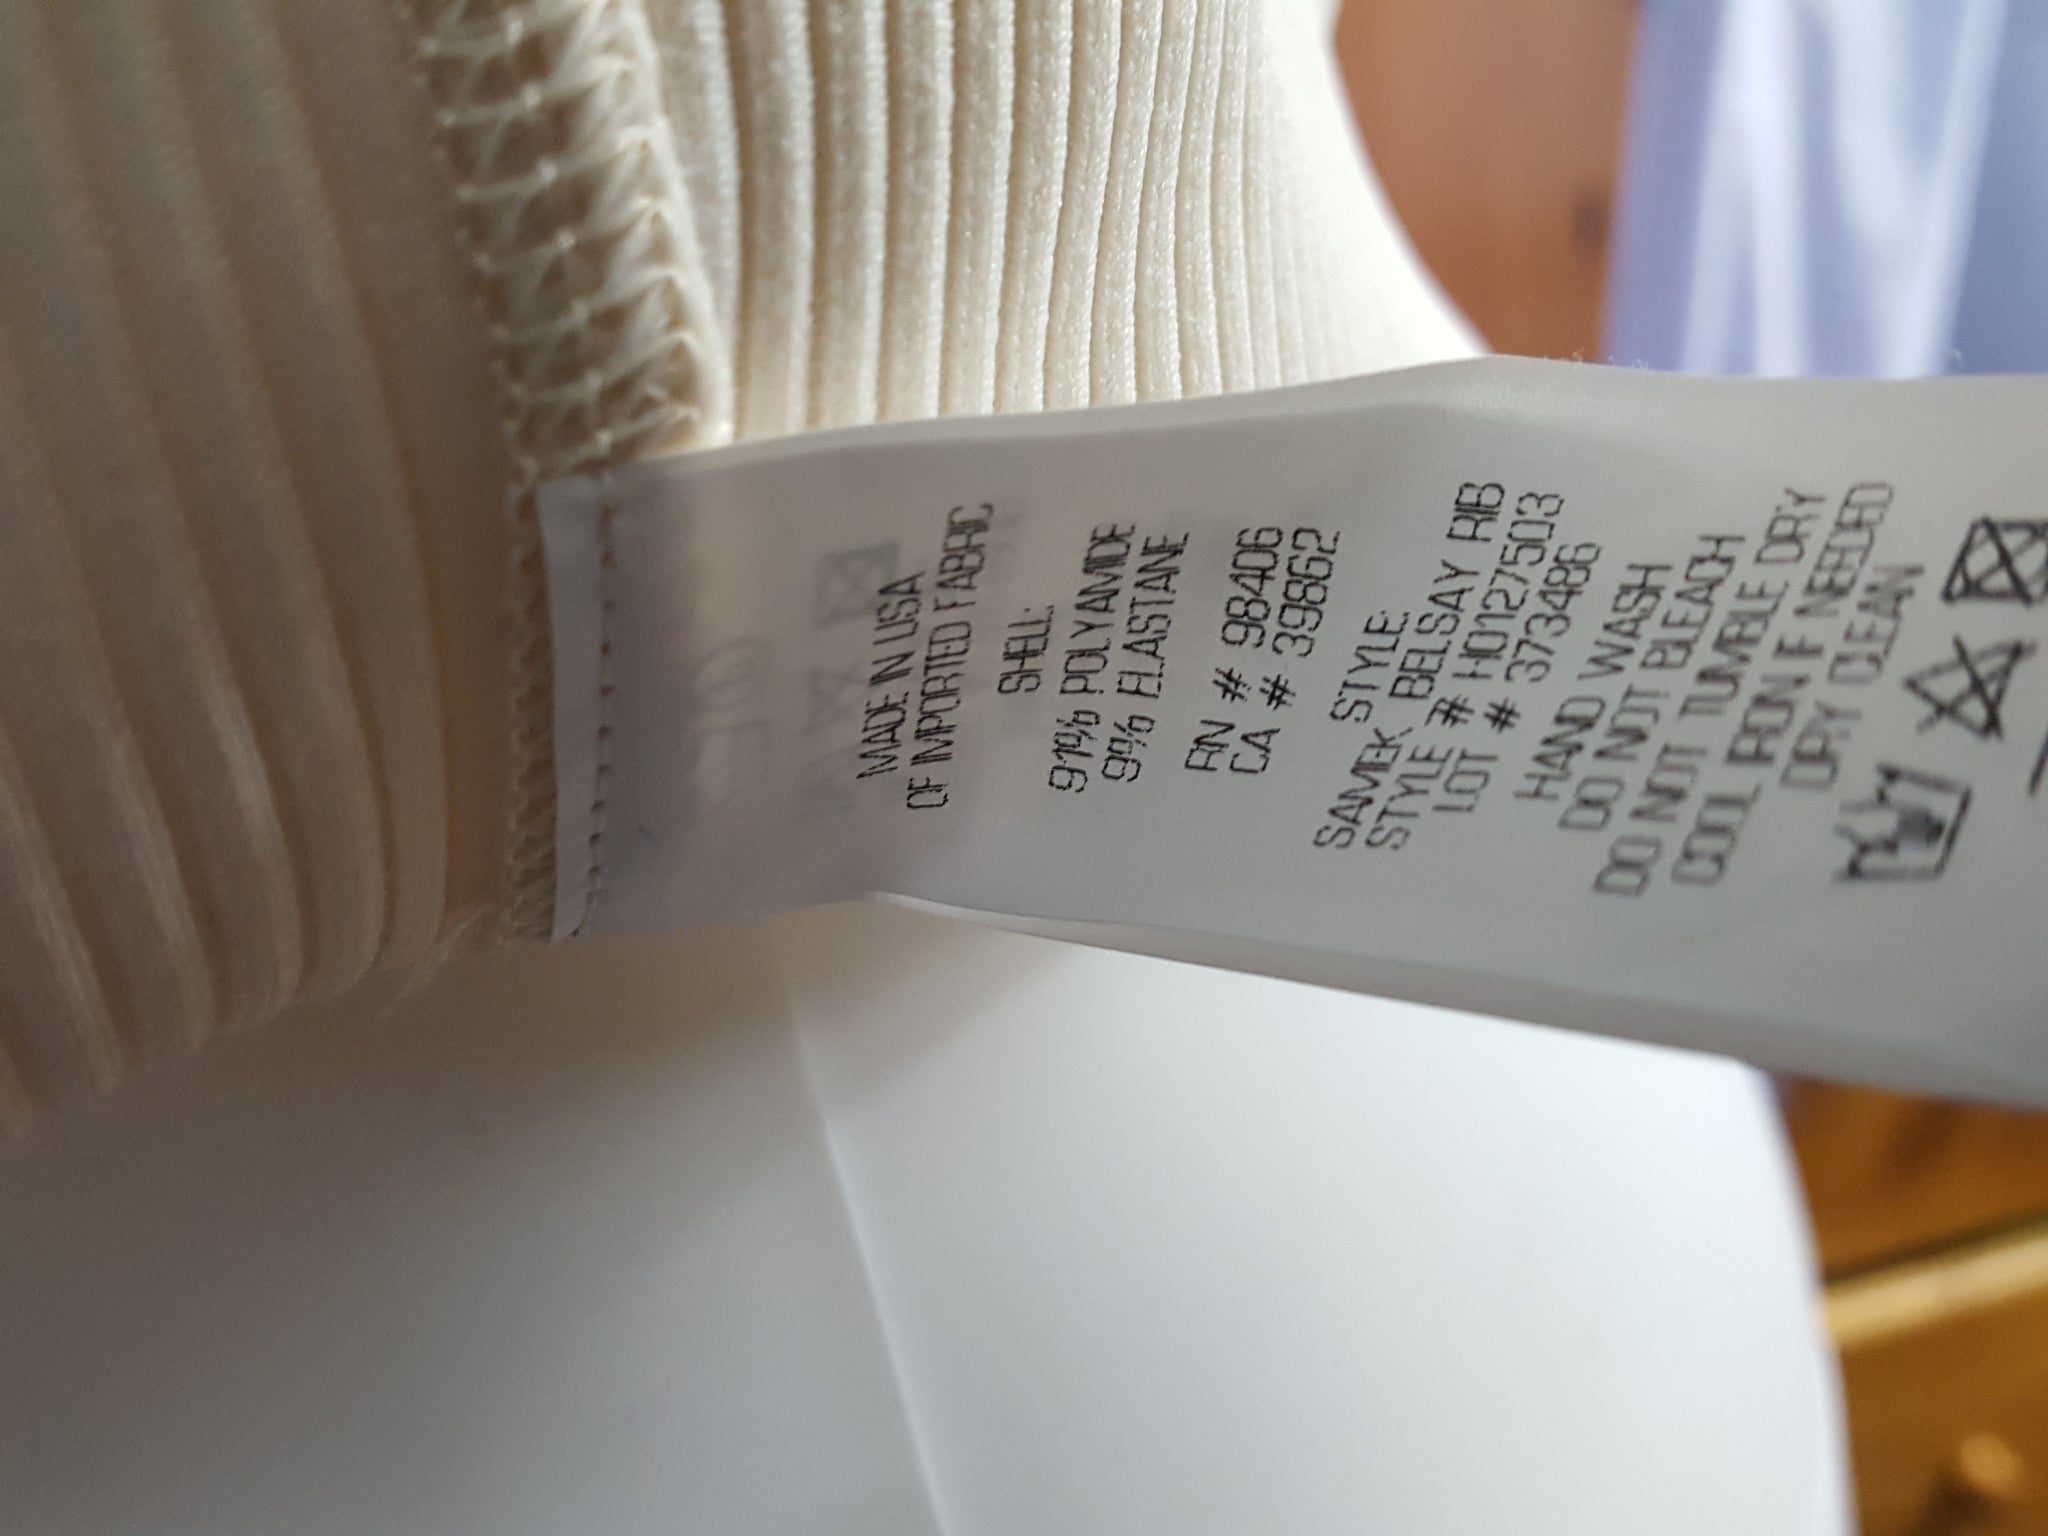 MADE IN USA
OF IMPORTED FABRIC
SHELL:
91% POLYAMIDE
9% ELASTANE
RN # 98406
CA # 39862
STYLE:
SAMEK BELSAY RIB
STYLE # H0127503
LOT # 373486
HAND WASH
DO NOT BLEACH
DO NOT TUMBLE DRY
COOL IRON IF NEEDED
DRY CLEAN